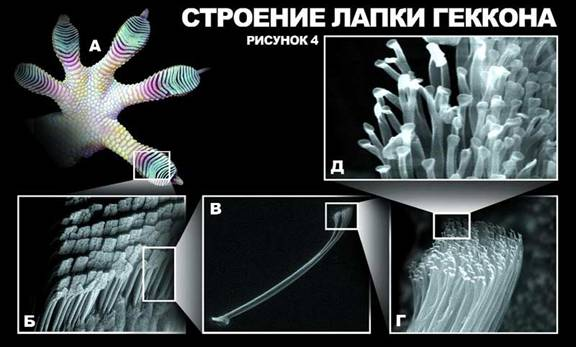 СТРОЕНИЕ ЛАПКИ ГЕККОНА
РИСУНОК 4
А
Д
Б
В
Г